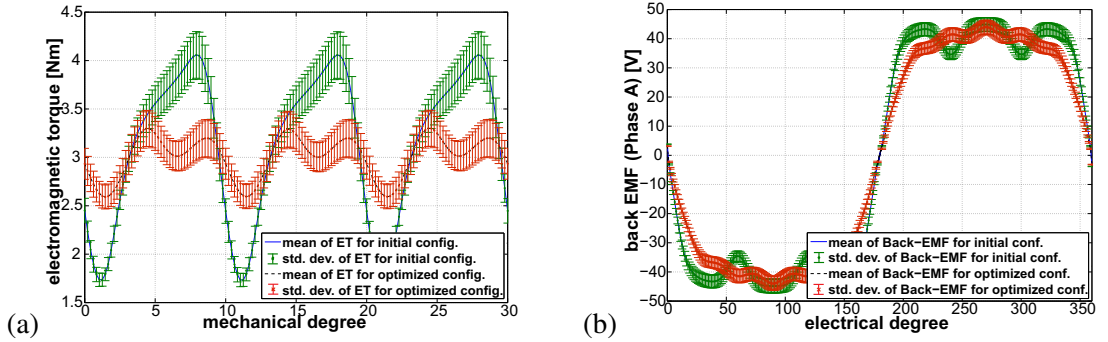 electromagnetic torque [Nm]
4.5
4
3.5
3
2.5
2
1.5
0 5 10 15 20 25 30
mechanical degree
mean of ET for initial config.
std. dev. of ET for initial config.
mean of ET for optimized config.
std. dev. of ET for optimized config.
(a)
back EMF (Phase A) [V]
50
40
30
20
10
0
−10
−20
−30
−40
−50
0 50 100 150 200 250 300 350
electrical degree
mean of Back−EMF for initial conf.
std. dev. of Back−EMF for initial conf.
mean of Back−EMF for optimized conf.
std. dev. of Back−EMF for optimized conf.
(b)